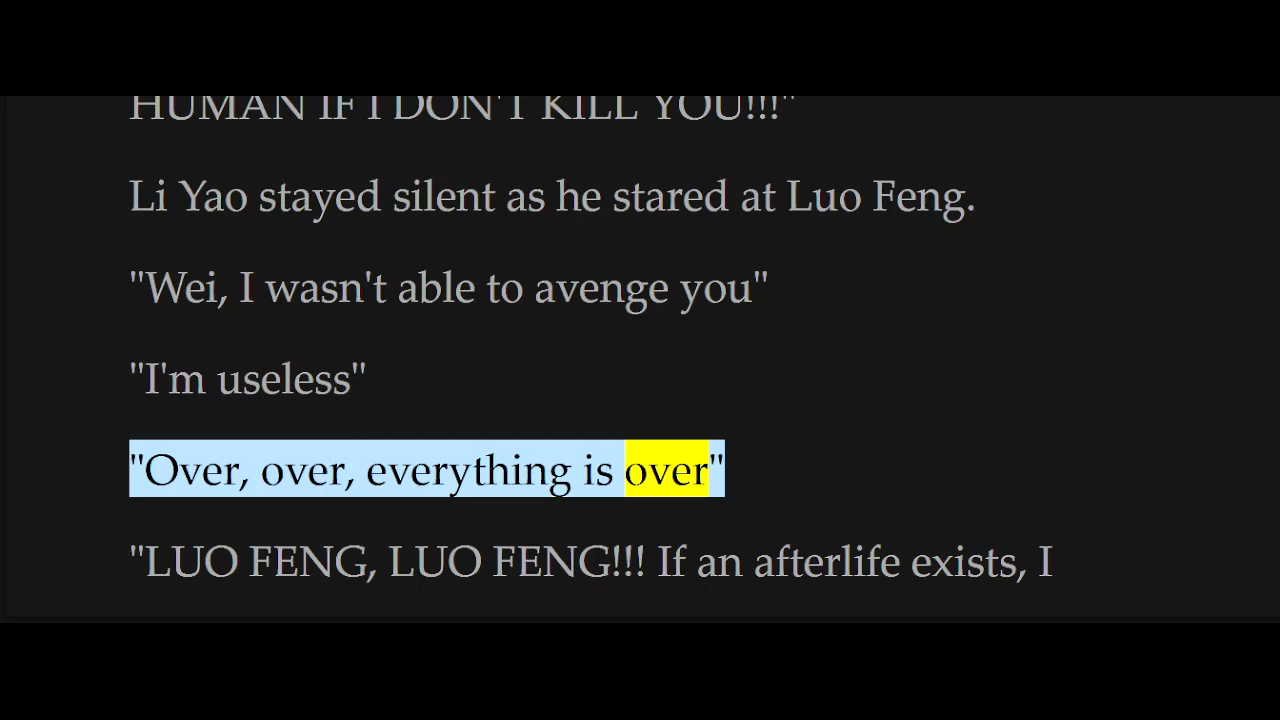 HUMAN IF I DON'T KILL YOU!!!"
Li Yao stayed silent as he stared at Luo Feng.
"Wei, I wasn't able to avenge you"
"I'm useless"
"Over, over, everything is over"
"LUO FENG, LUO FENG!!! If an afterlife exists, I